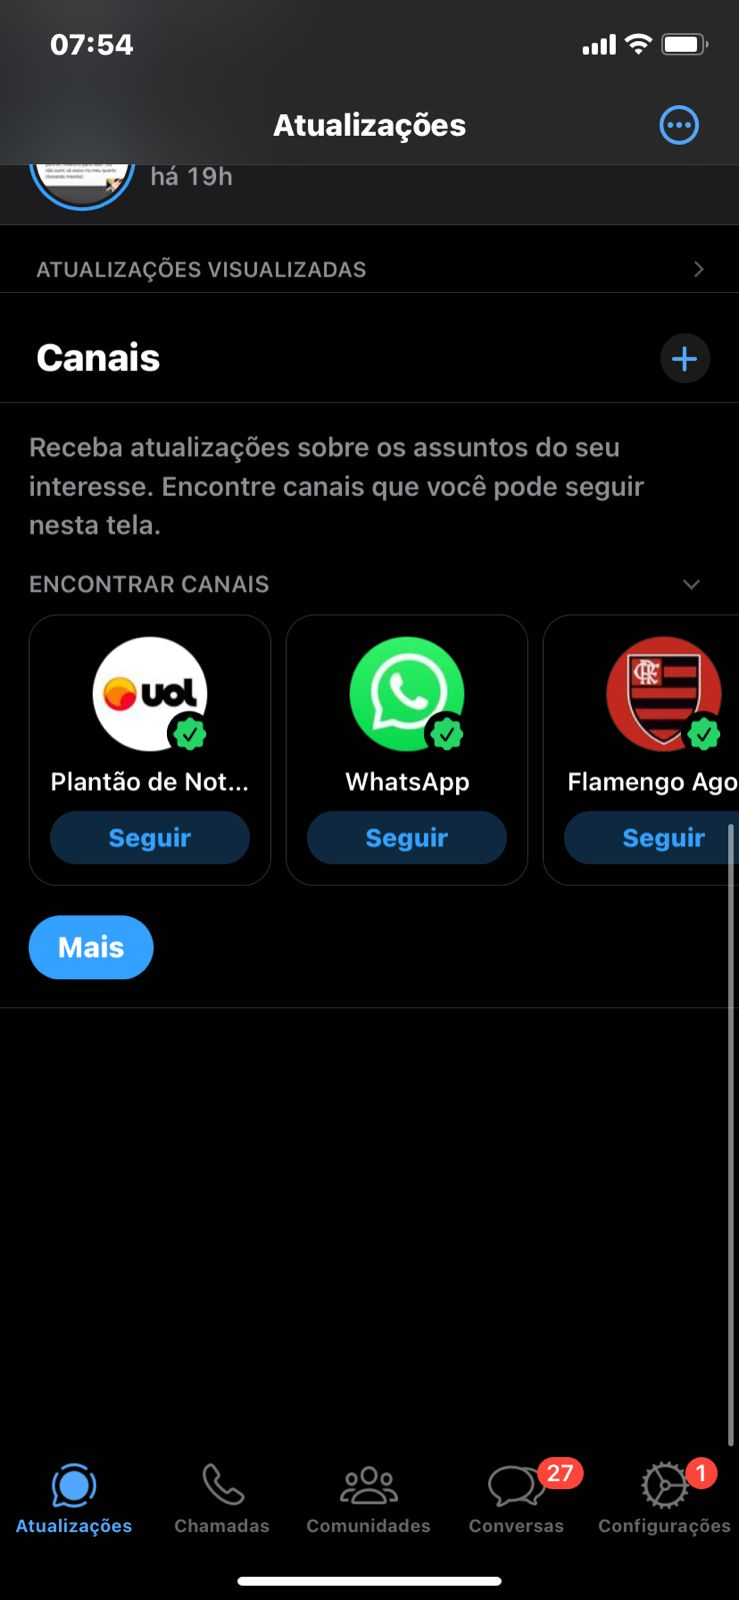 07:54
Atualizações
há 19h
ATUALIZAÇÕES VISUALIZADAS
Canais
Receba atualizações sobre os assuntos do seu
interesse. Encontre canais que você pode seguir
nesta tela.
ENCONTRAR CANAIS
uol
Plantão de Not...
WhatsApp
Flamengo Ago
Seguir
Seguir
Seguir
Mais
27
1
Atualizações
Chamadas
Comunidades
Conversas
Configurações